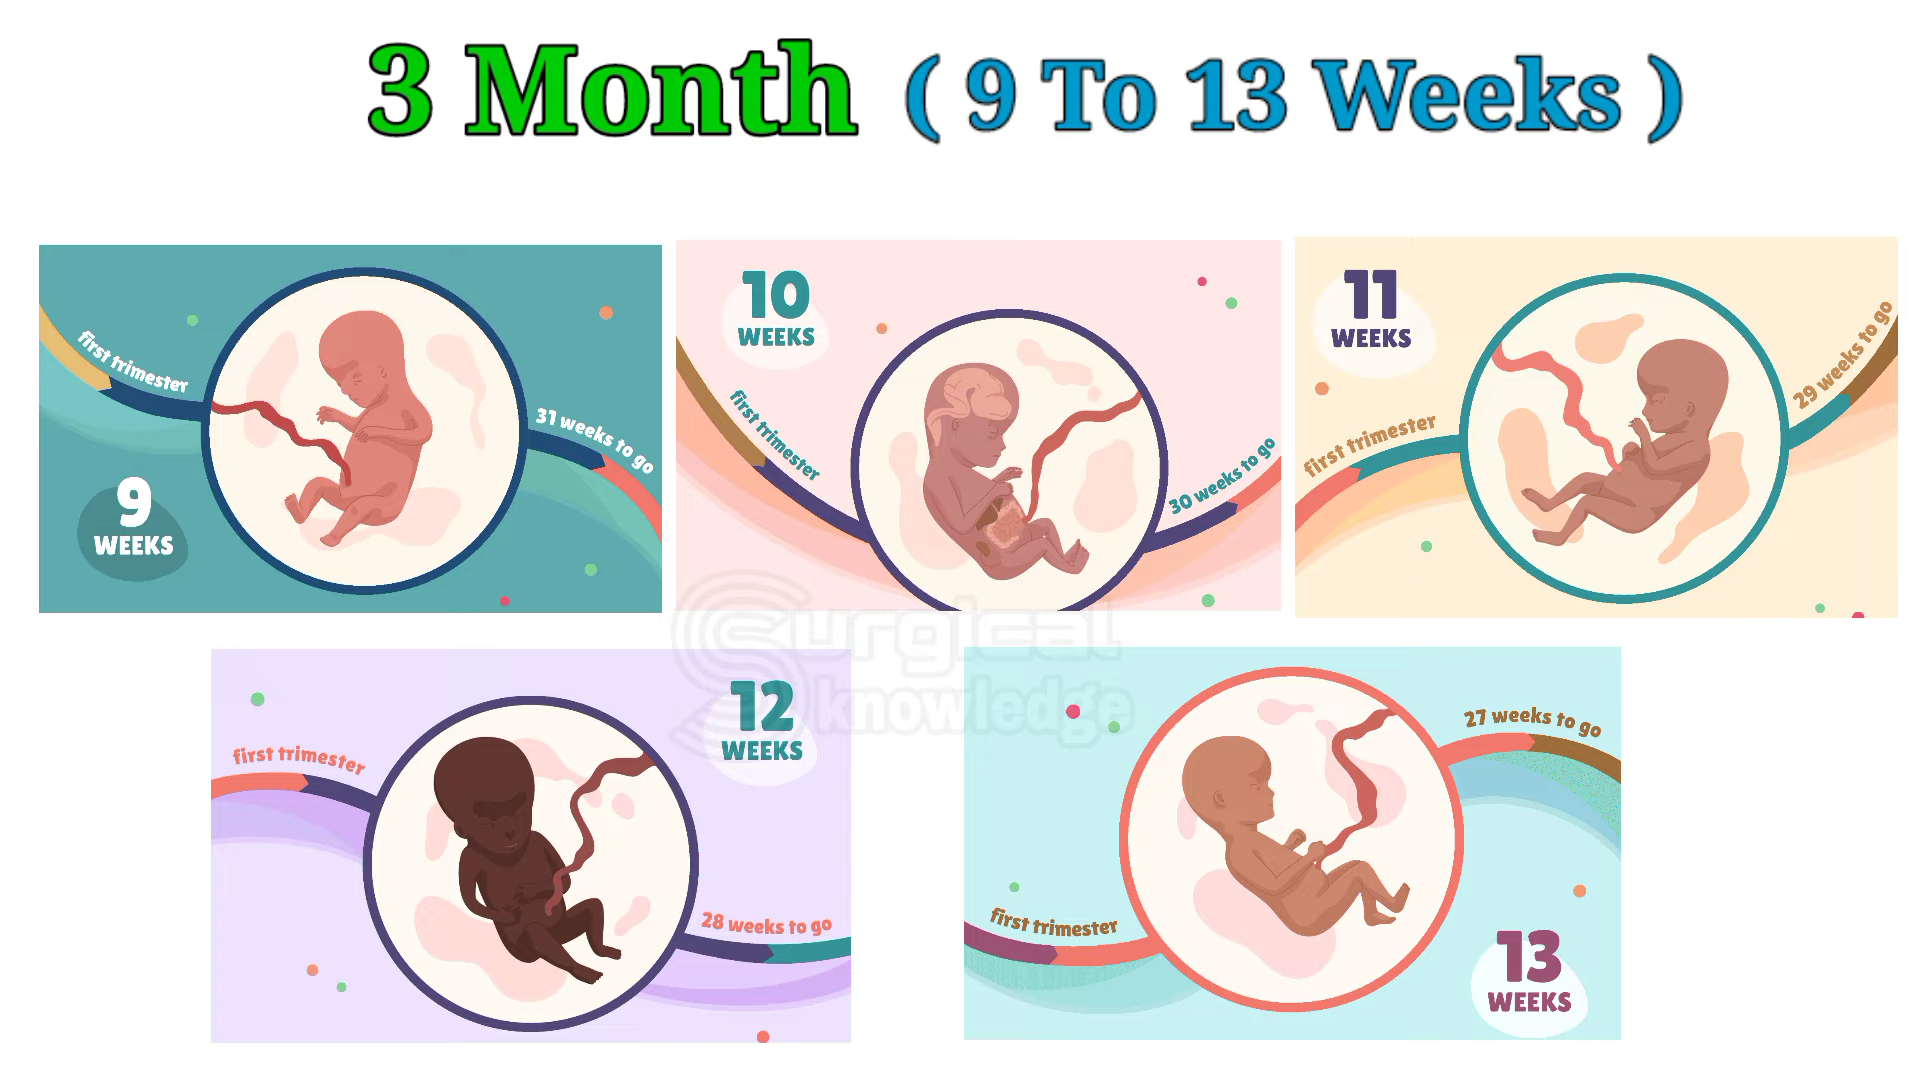 3 Month ( 9 To 13 Weeks )
first trimester
31 weeks to go
9
WEEKS
10
WEEKS
first trimester
30 weeks to go
11
WEEKS
first trimester
29 weeks to go
12
WEEKS
first trimester
28 weeks to go
27 weeks to go
first trimester
13
WEEKS
Surgical
knowledge